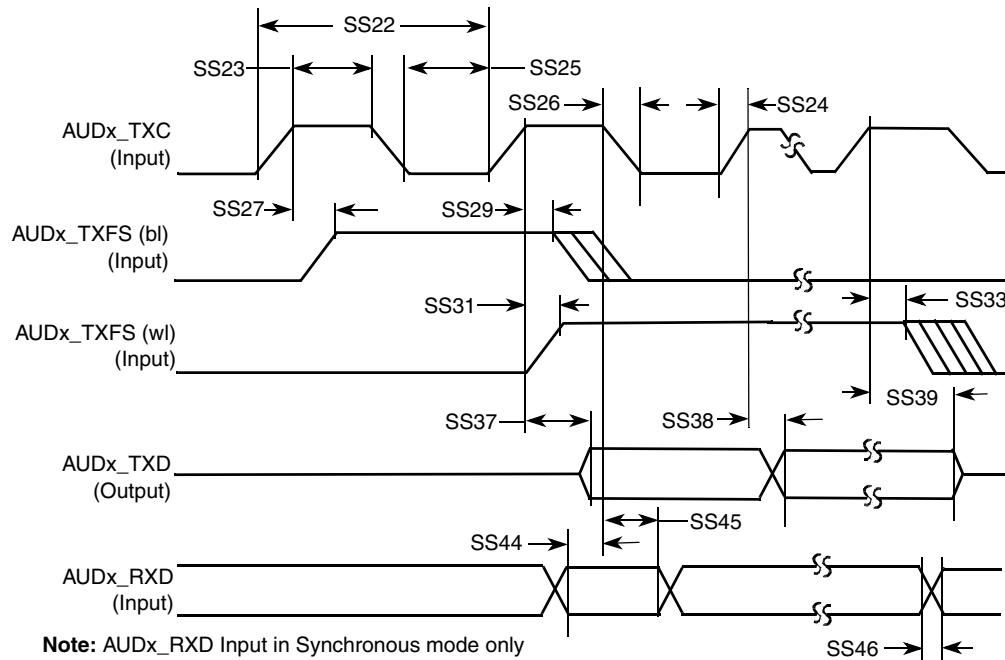 SS22
SS23
SS25
SS26
SS24
AUDx_TXC
(Input)
SS27
SS29
AUDx_TXFS (bl)
(Input)
SS31
SS33
AUDx_TXFS (wl)
(Input)
SS39
SS37
SS38
AUDx_TXD
(Output)
SS45
SS44
AUDx_RXD
(Input)
Note: AUDx_RXD Input in Synchronous mode only
SS46